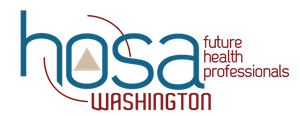 hosa
future
health
professionals
WASHINGTON